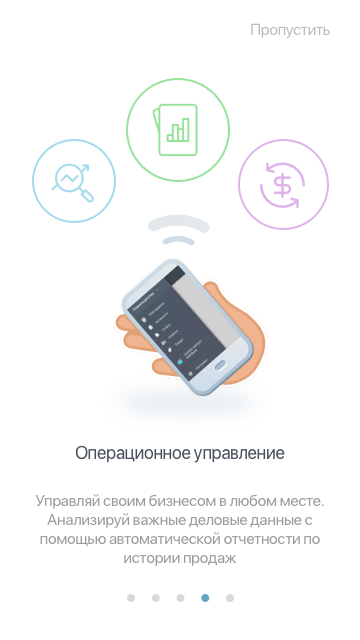 Пропустить
Операционное управление
Управляй своим бизнесом в любом месте.
Анализируй важные деловые данные с
помощью автоматической отчетности по
истории продаж